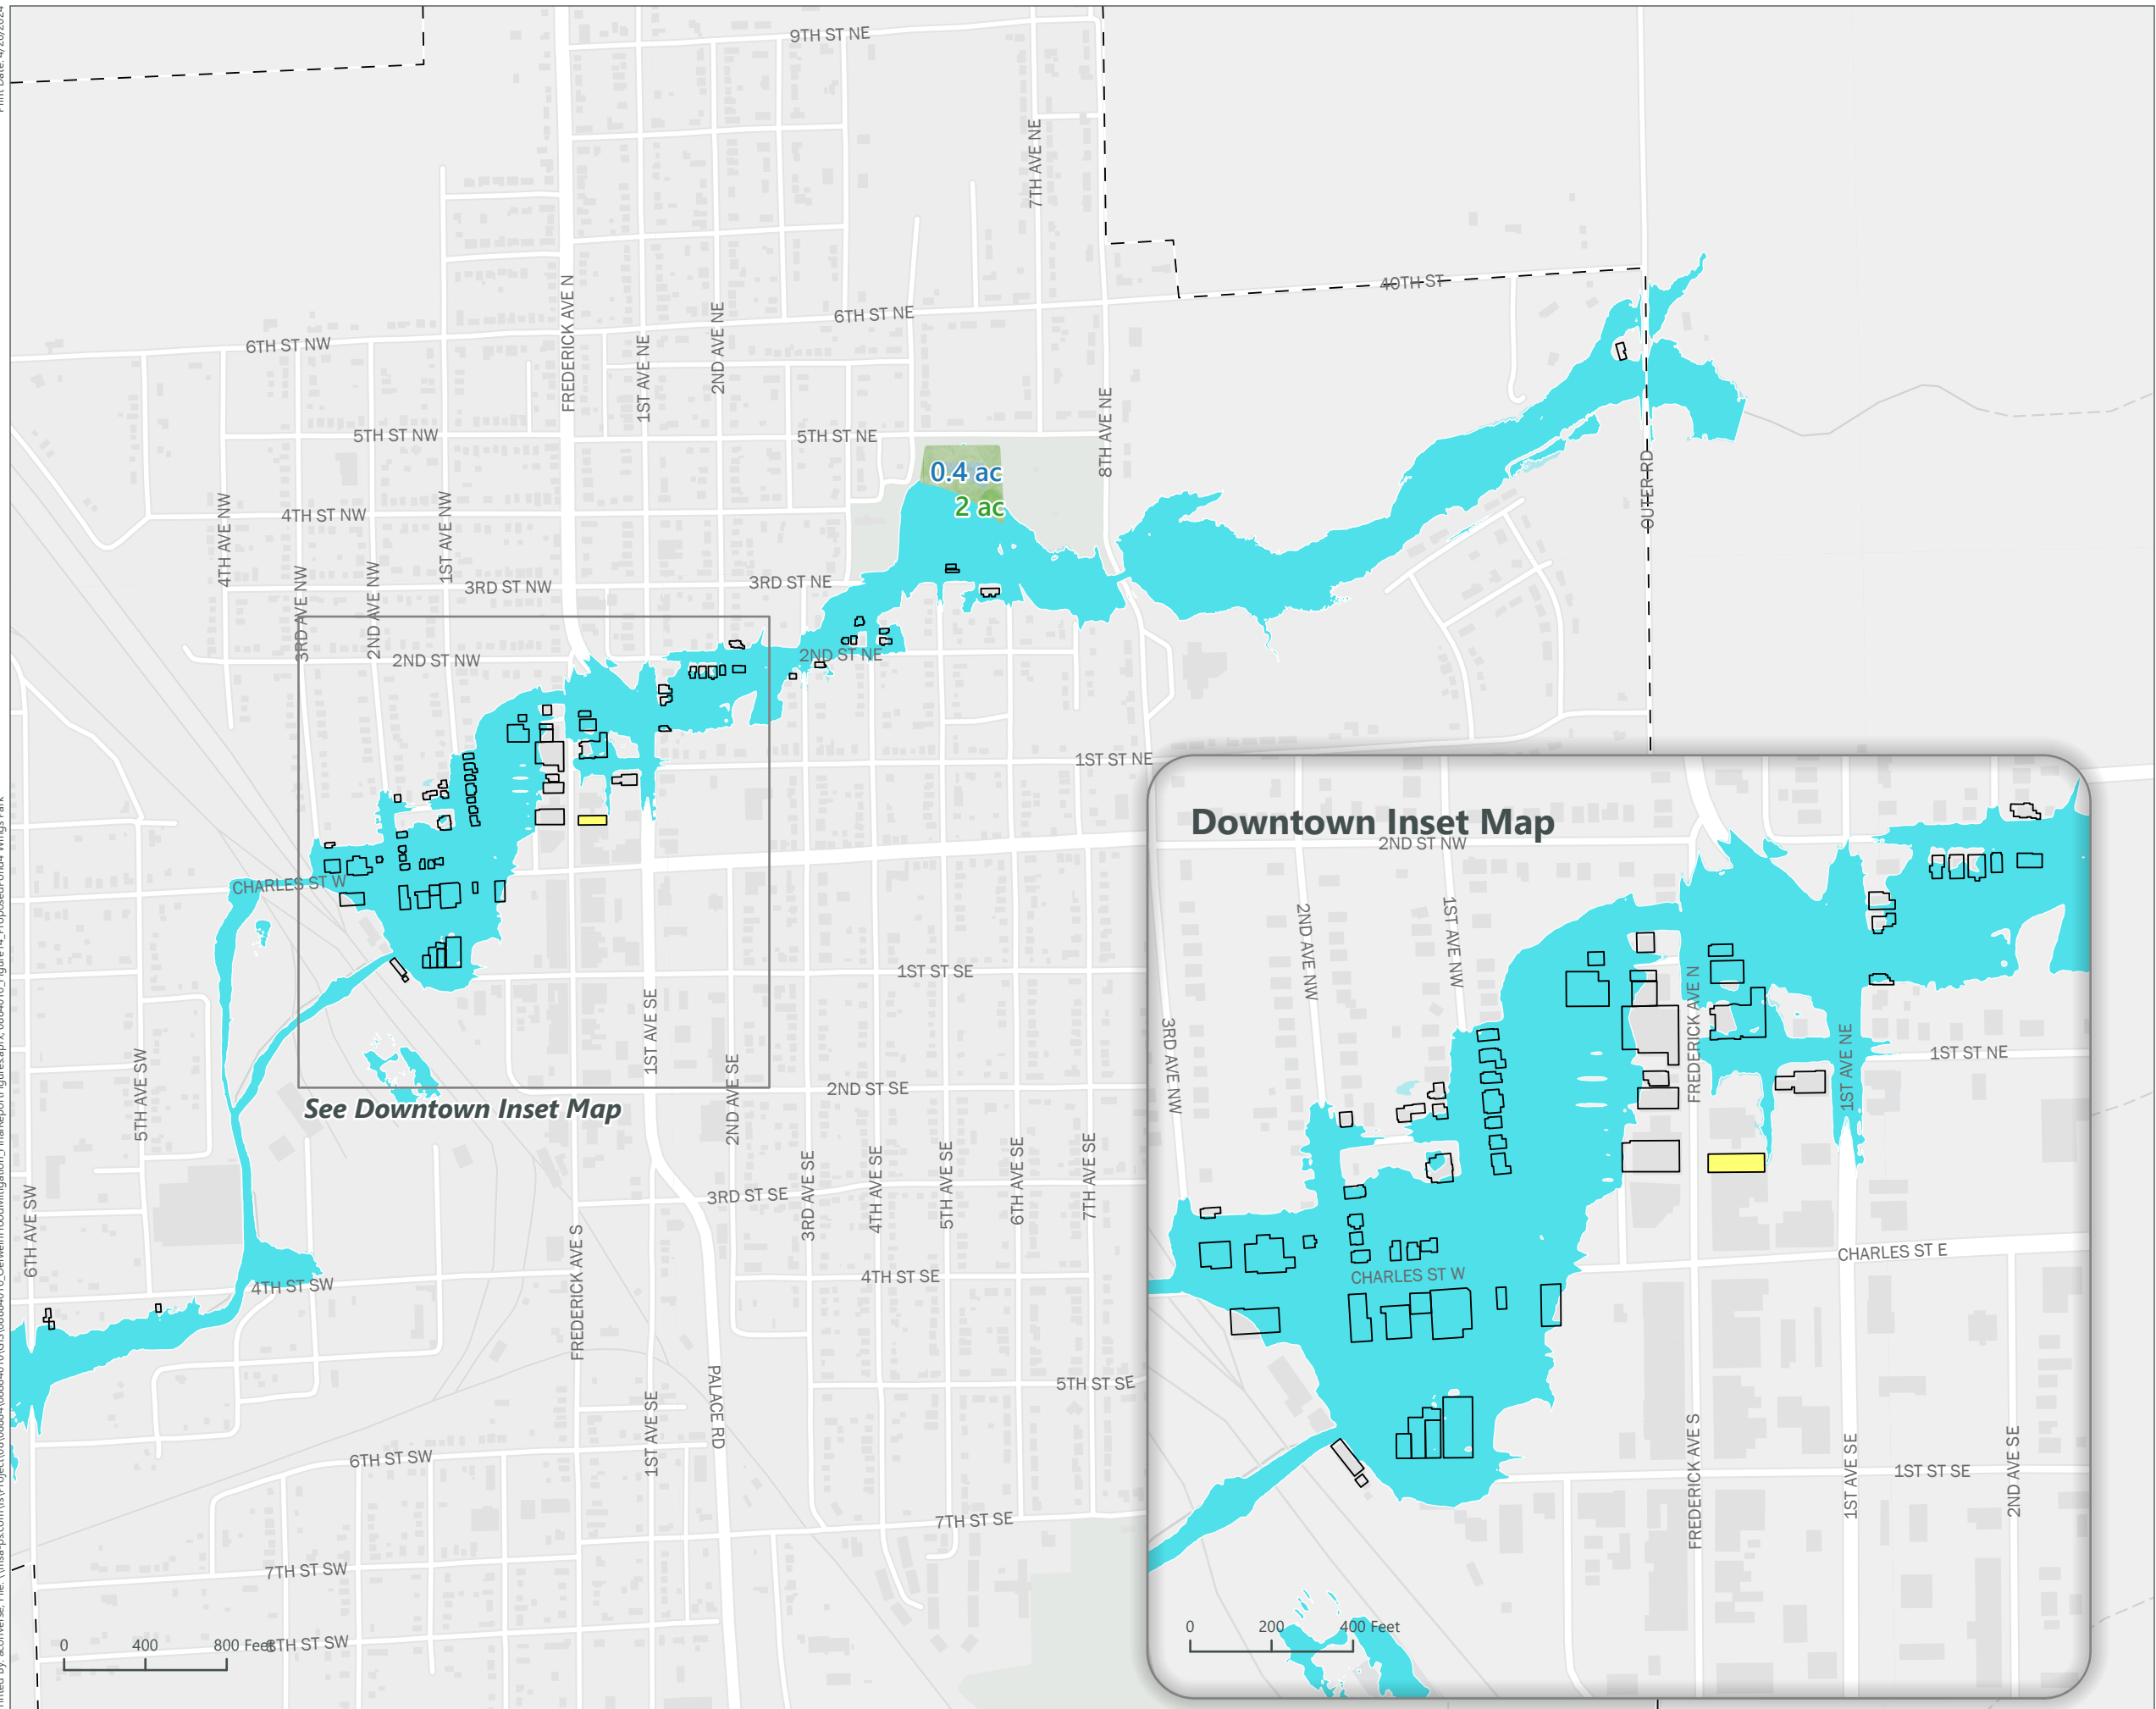 Print Date: 4/26/2024
9TH ST NE
7TH AVE NE
40TH ST
FREDERICK AVE N
1ST AVE NE
2ND AVE NE
6TH ST NE
6TH ST NW
8TH AVE NE
5TH ST NW
5TH ST NE
OUTER RD
0.4 ac
2 ac
4TH AVE NW
4TH ST NW
1ST AVE NW
3RD AVE NW
2ND AVE NW
3RD ST NW
3RD ST NE
2ND ST NW
2ND ST NE
1ST ST NE
CHARLES ST W
1ST ST SE
1ST AVE SE
2ND AVE SE
5TH AVE SW
2ND ST SE
See Downtown Inset Map
6TH AVE SW
3RD ST SE
3RD AVE SE
4TH AVE SE
5TH AVE SE
6TH AVE SE
7TH AVE SE
4TH ST SW
4TH ST SE
FREDERICK AVE S
PALACE RD
1ST AVE SE
5TH ST SE
6TH ST SW
7TH ST SE
7TH ST SW
8TH ST SW
0 400 800 Feet
Downtown Inset Map
2ND ST NW
2ND AVE NW
1ST AVE NW
3RD AVE NW
FREDERICK AVE N
1ST AVE NE
1ST ST NE
CHARLES ST E
CHARLES ST W
FREDERICK AVE S
1ST AVE SE
2ND AVE SE
1ST ST SE
0 200 400 Feet